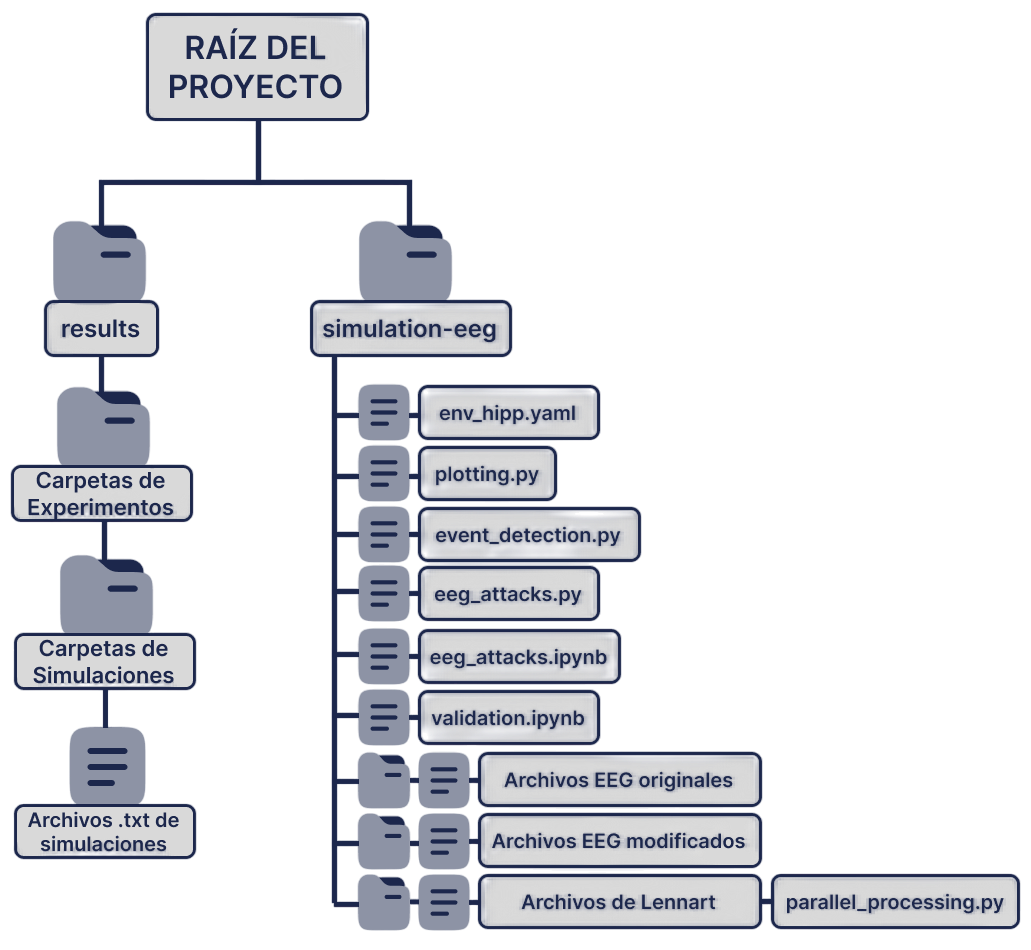 RAÍZ DEL
PROYECTO
results
Carpetas de
Experimentos
Carpetas de
Simulaciones
Archivos .txt de
simulaciones
simulation-eeg
env_hipp.yaml
plotting.py
event_detection.py
eeg_attacks.py
eeg_attacks.ipynb
validation.ipynb
Archivos EEG originales
Archivos EEG modificados
Archivos de Lennart
parallel_processing.py